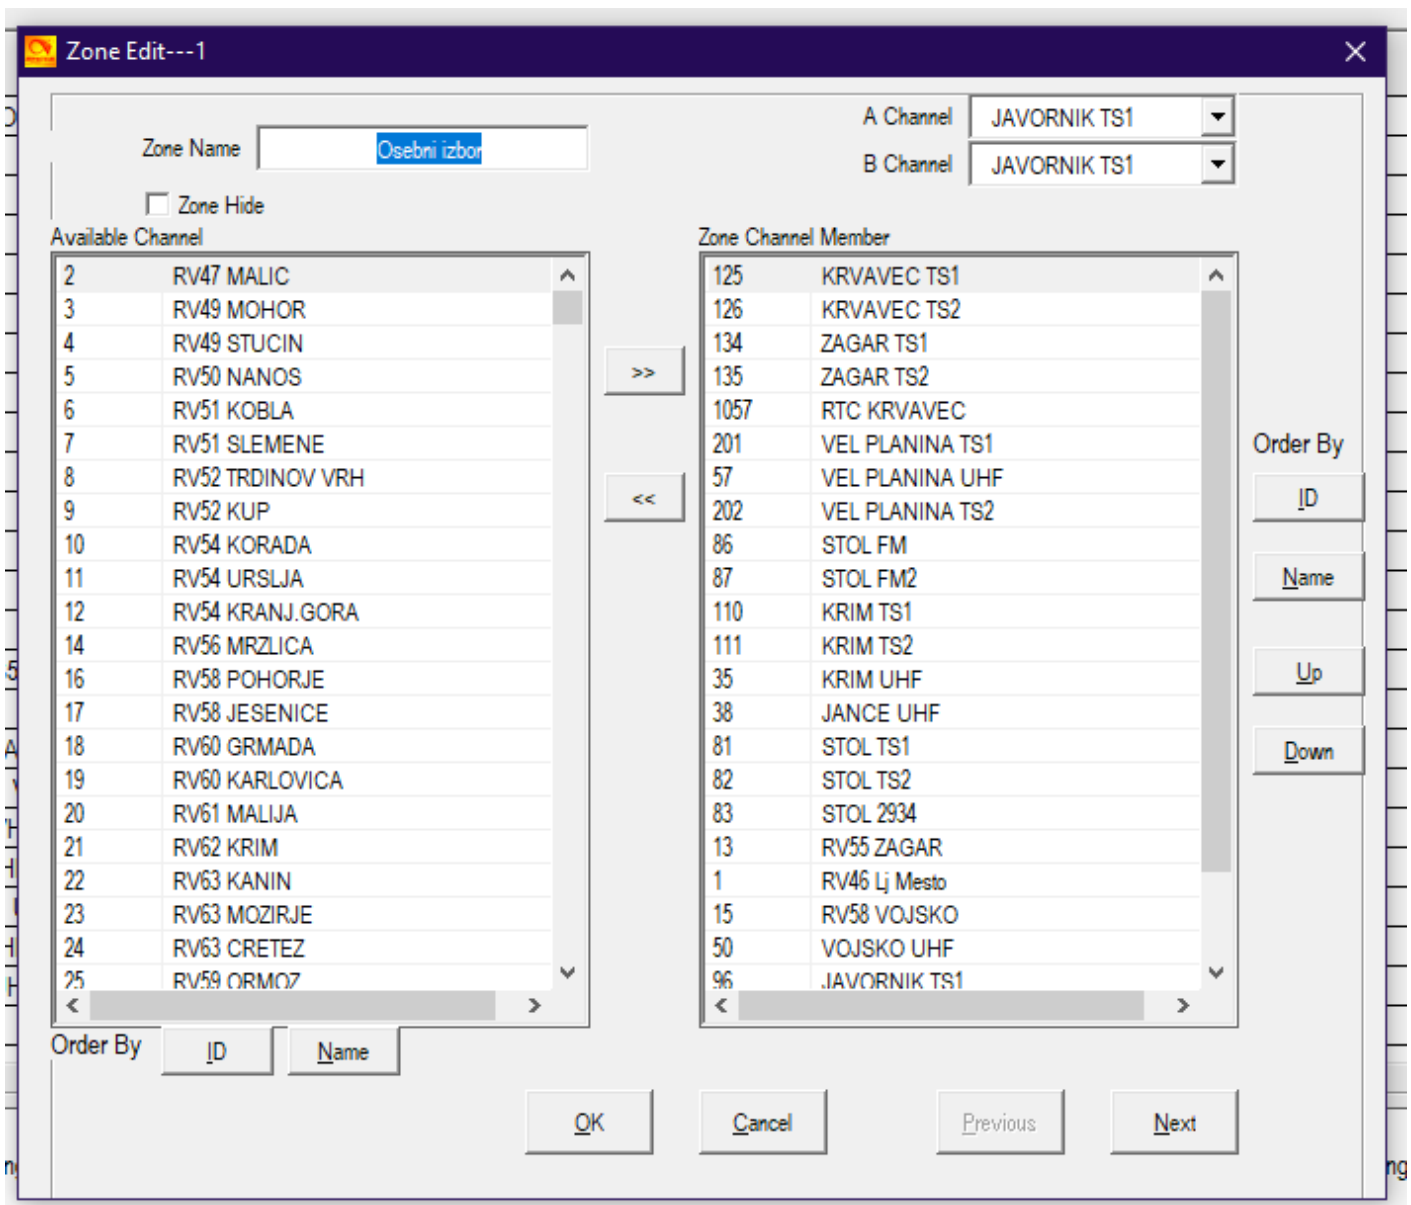 Zone Edit---1
A Channel JAVORNIK TS1
Zone Name Osebni izbor
B Channel JAVORNIK TS1
Zone Hide
Available Channel
2 RV47 MALIC
3 RV49 MOHOR
4 RV49 STUCIN
5 RV50 NANOS
6 RV51 KOBLA
7 RV51 SLEMENE
8 RV52 TRDINOV VRH
9 RV52 KUP
10 RV54 KORADA
11 RV54 URSLJA
12 RV54 KRANJ.GORA
14 RV56 MRZLICA
16 RV58 POHORJE
17 RV58 JESENICE
18 RV60 GRMADA
19 RV60 KARLOVICA
20 RV61 MALIJA
21 RV62 KRIM
22 RV63 KANIN
23 RV63 MOZIRJE
24 RV63 CRETEZ
25 RV59 ORMOZ
Order By ID Name
>>
<<
Zone Channel Member
125 KRVAVEC TS1
126 KRVAVEC TS2
134 ZAGAR TS1
135 ZAGAR TS2
1057 RTC KRVAVEC
201 VEL PLANINA TS1
57 VEL PLANINA UHF
202 VEL PLANINA TS2
86 STOL FM
87 STOL FM2
110 KRIM TS1
111 KRIM TS2
35 KRIM UHF
38 JANCE UHF
81 STOL TS1
82 STOL TS2
83 STOL 2934
13 RV55 ZAGAR
1 RV46 Lj Mesto
15 RV58 VOJSKO
50 VOJSKO UHF
96 JAVORNIK TS1
Order By
ID
Name
Up
Down
OK Cancel Previous Next